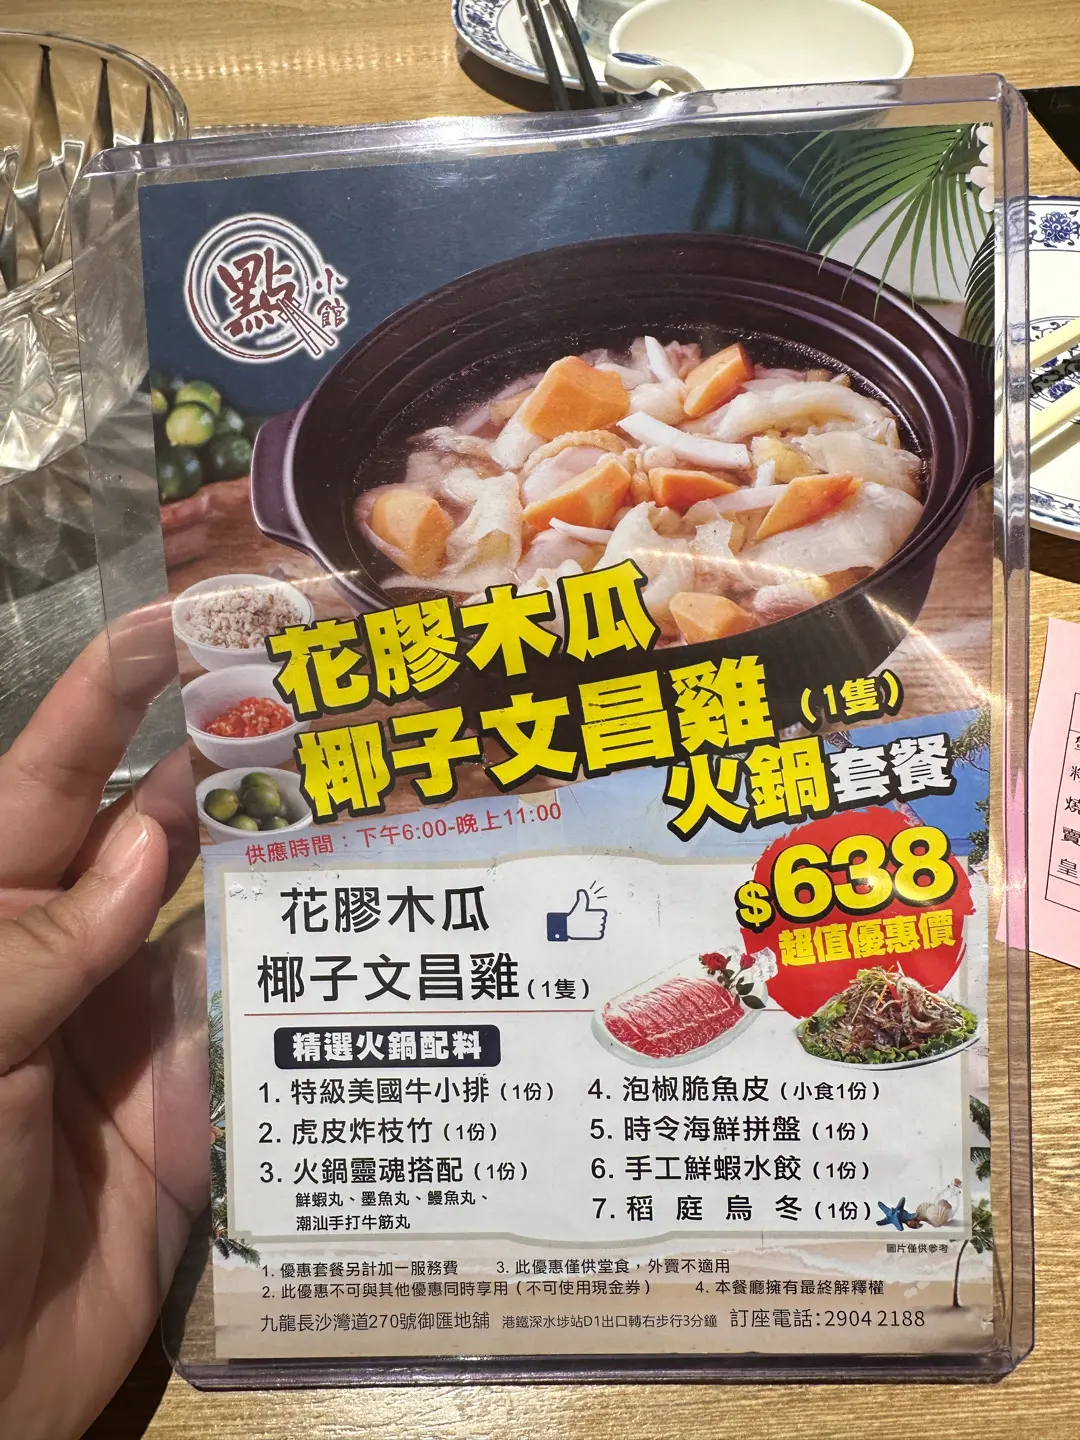 點小館
花膠木瓜
椰子文昌雞（1隻）
火鍋套餐
供應時間：下午6:00-晚上11:00
$638
超值優惠價
花膠木瓜
椰子文昌雞（1隻）
精選火鍋配料
1. 特級美國牛小排（1份）
2. 虎皮炸枝竹（1份）
3. 火鍋靈魂搭配（1份）
鮮蝦丸、墨魚丸、鰻魚丸、
潮汕手打牛筋丸
4. 泡椒脆魚皮（小食1份）
5. 時令海鮮拼盤（1份）
6. 手工鮮蝦水餃（1份）
7. 稻庭烏冬（1份）
圖片僅供參考
1. 優惠套餐另計加一服務費
3. 此優惠僅供堂食，外賣不適用
2. 此優惠不可與其他優惠同時享用（不可使用現金券）
4. 本餐廳擁有最終解釋權
九龍長沙灣道270號御匯地舖 港鐵深水埗站D1出口轉右步行3分鐘 訂座電話：2904 2188
燒
賣
皇